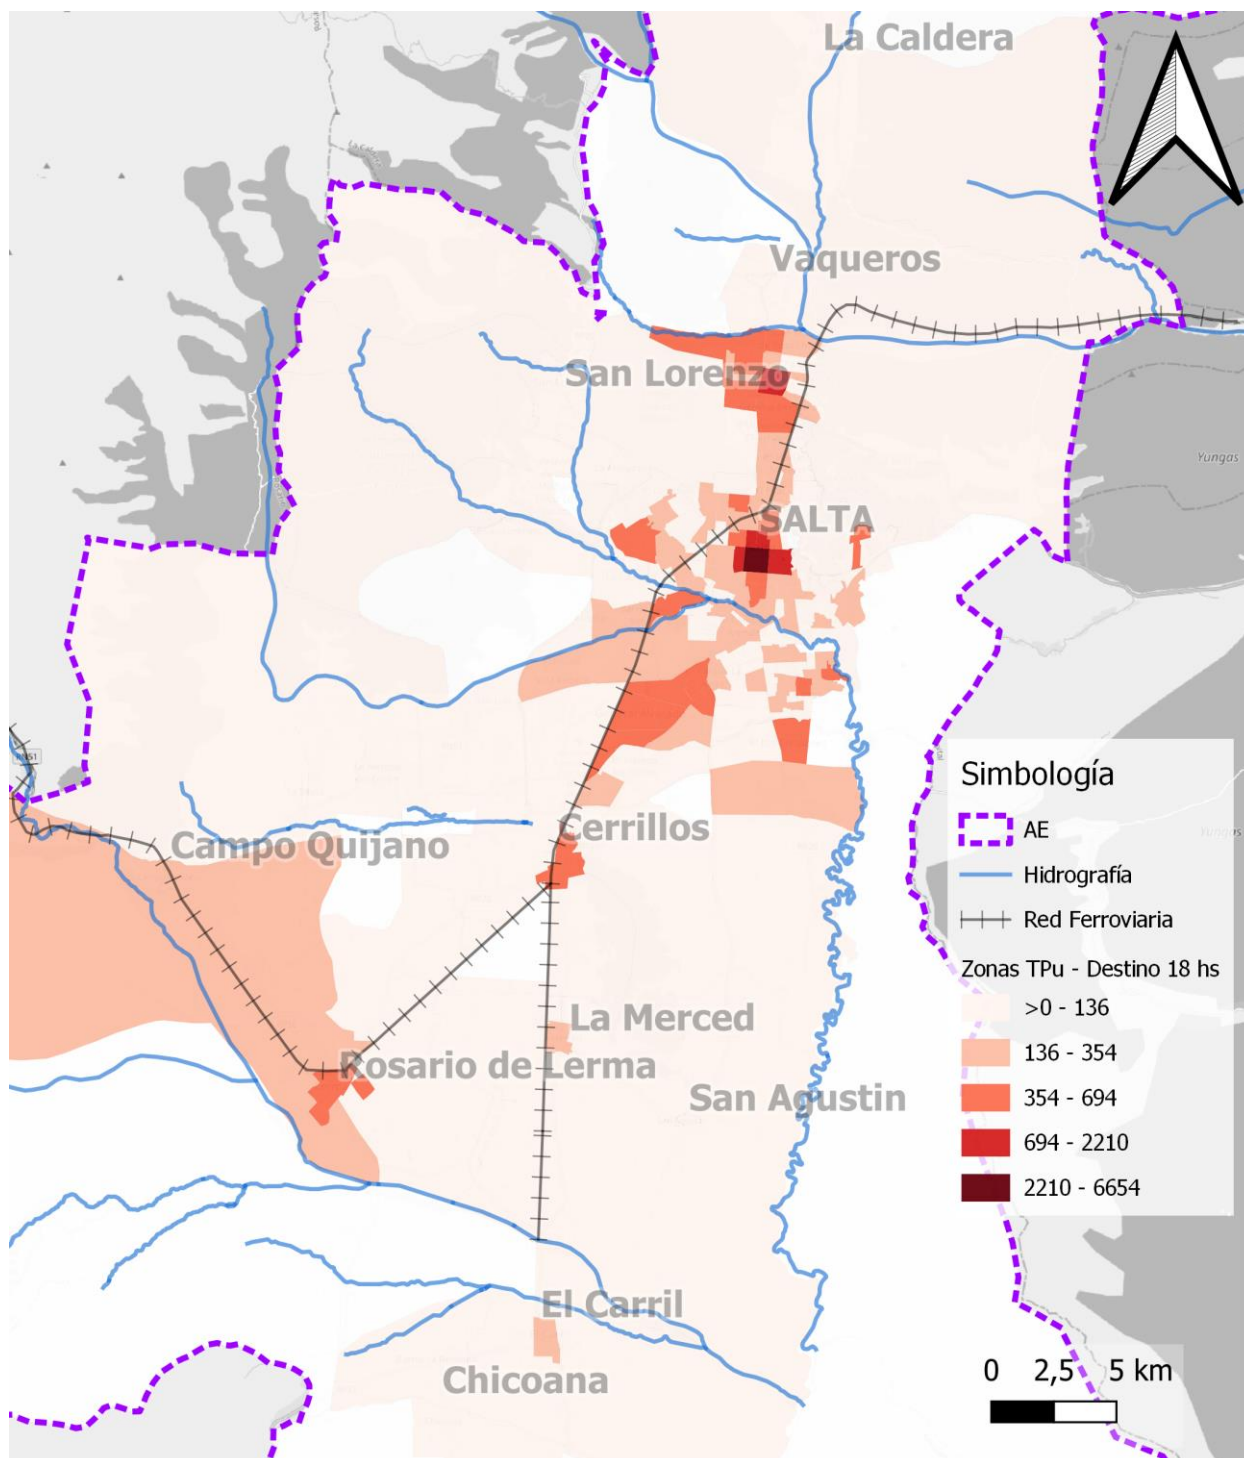 La Caldera
Vaqueros
San Lorenzo
Yungas
SALTA
Simbología
AE
Cerrillos
Campo Quijano
Hidrografía
Red Ferroviaria
Zonas TPu - Destino 18 hs
>0 - 136
La Merced
136 - 354
Rosario de Lerma
San Agustin
354 - 694
694 - 2210
2210 - 6654
El Carril
Chicoana
0 2,5 5 km